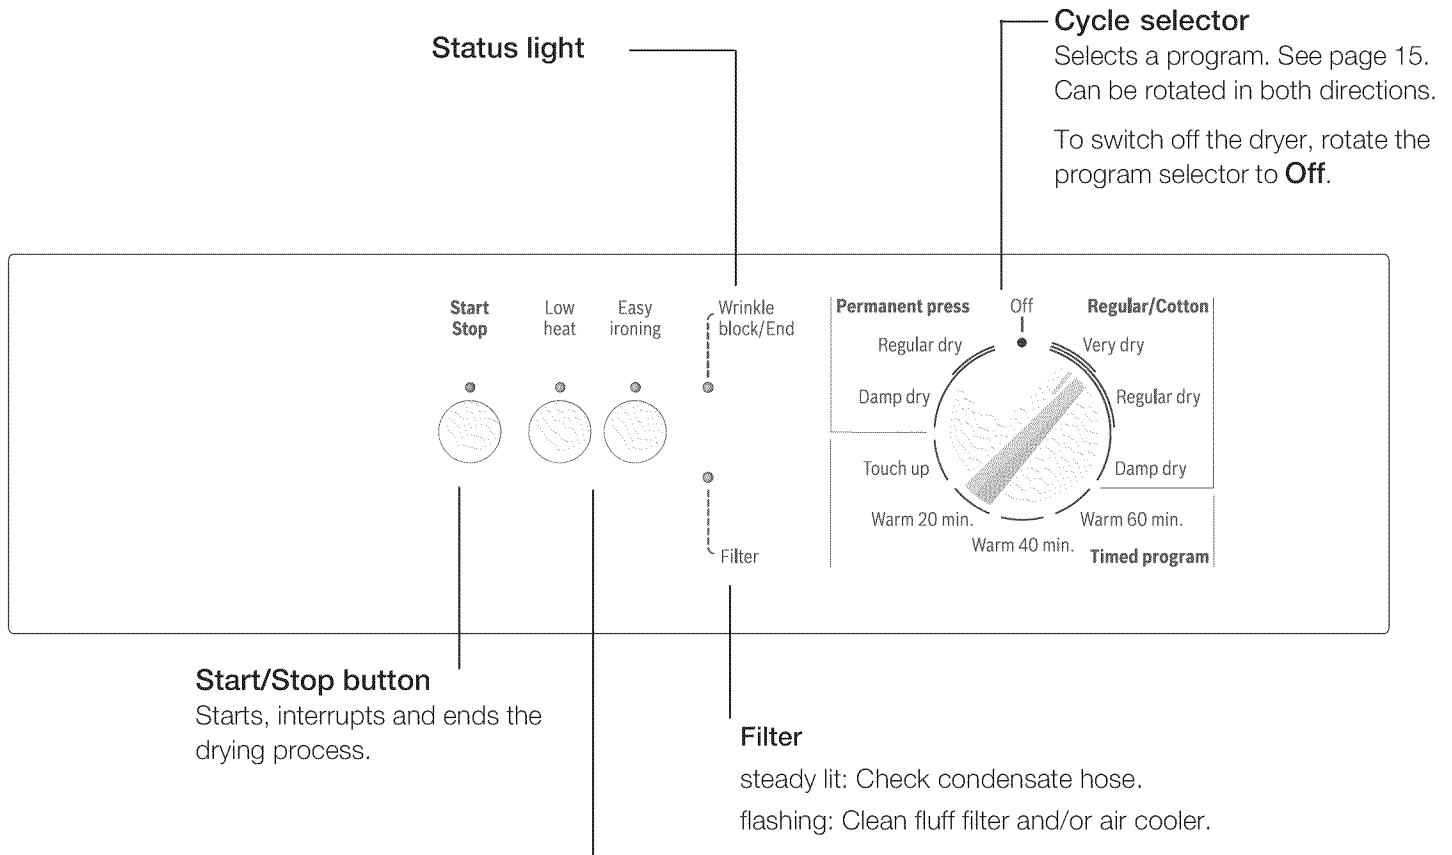 Cycle selector
Selects a program. See page 15.
Can be rotated in both directions.
To switch off the dryer, rotate the
program selector to Off.
Status light
Start
Stop
Low
heat
Easy
ironing
Wrinkle
block/End
Filter
Permanent press
Off
Regular/Cotton
Regular dry
Very dry
Damp dry
Regular dry
Touch up
Damp dry
Warm 20 min.
Warm 60 min.
Warm 40 min.
Timed program
Start/Stop button
Starts, interrupts and ends the
drying process.
Filter
steady lit: Check condensate hose.
flashing: Clean fluff filter and/or air cooler.